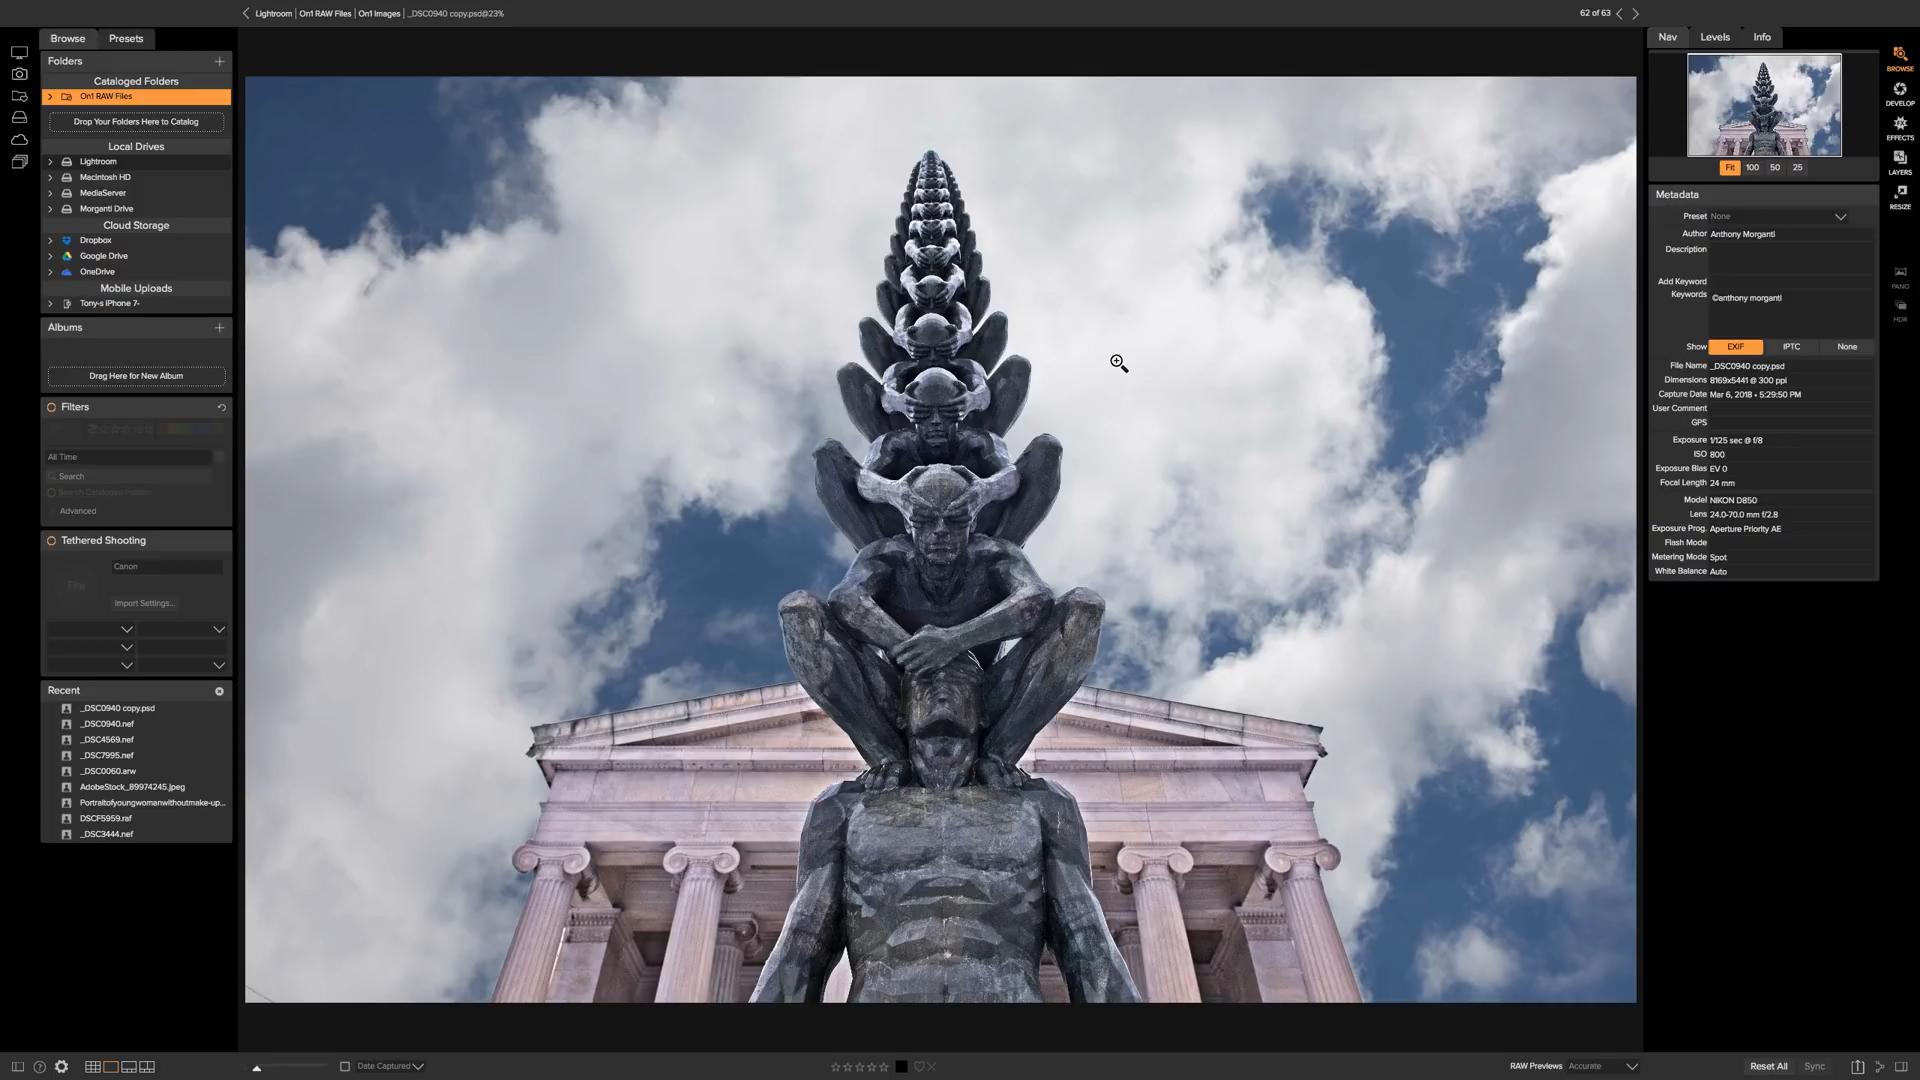 Lightroom | On1 RAW Files | On1 Images | _DSC0940 copy.psd@23%
62 of 63
Browse
Presets
Folders
Cataloged Folders
On1 RAW Files
Drop Your Folders Here to Catalog
Local Drives
Lightroom
Macintosh HD
MediaServer
Morganti Drive
Cloud Storage
Dropbox
Google Drive
OneDrive
Mobile Uploads
Tony-s iPhone 7-
Albums
Drag Here for New Album
Filters
All Time
Search
Search Cataloged Folders
Advanced
Tethered Shooting
Canon
Fire
Import Settings...
Recent
_DSC0940 copy.psd
_DSC0940.nef
_DSC4569.nef
_DSC7995.nef
_DSC0060.arw
AdobeStock_89974245.jpeg
Portraitofyoungwomanwithoutmake-up...
DSCF5959.raf
_DSC3444.nef
Date Captured
Nav
Levels
Info
Fit
100
50
25
Metadata
Preset None
Author Anthony Morganti
Description
Add Keyword
Keywords ©anthony morganti
Show EXIF IPTC None
File Name _DSC0940 copy.psd
Dimensions 8169x5441 @ 300 ppi
Capture Date Mar 6, 2018 • 5:29:50 PM
User Comment
GPS
Exposure 1/125 sec @ f/8
ISO 800
Exposure Bias EV 0
Focal Length 24 mm
Model NIKON D850
Lens 24.0-70.0 mm f/2.8
Exposure Prog. Aperture Priority AE
Flash Mode
Metering Mode Spot
White Balance Auto
BROWSE
DEVELOP
EFFECTS
LAYERS
RESIZE
PANO
HDR
RAW Previews Accurate
Reset All
Sync